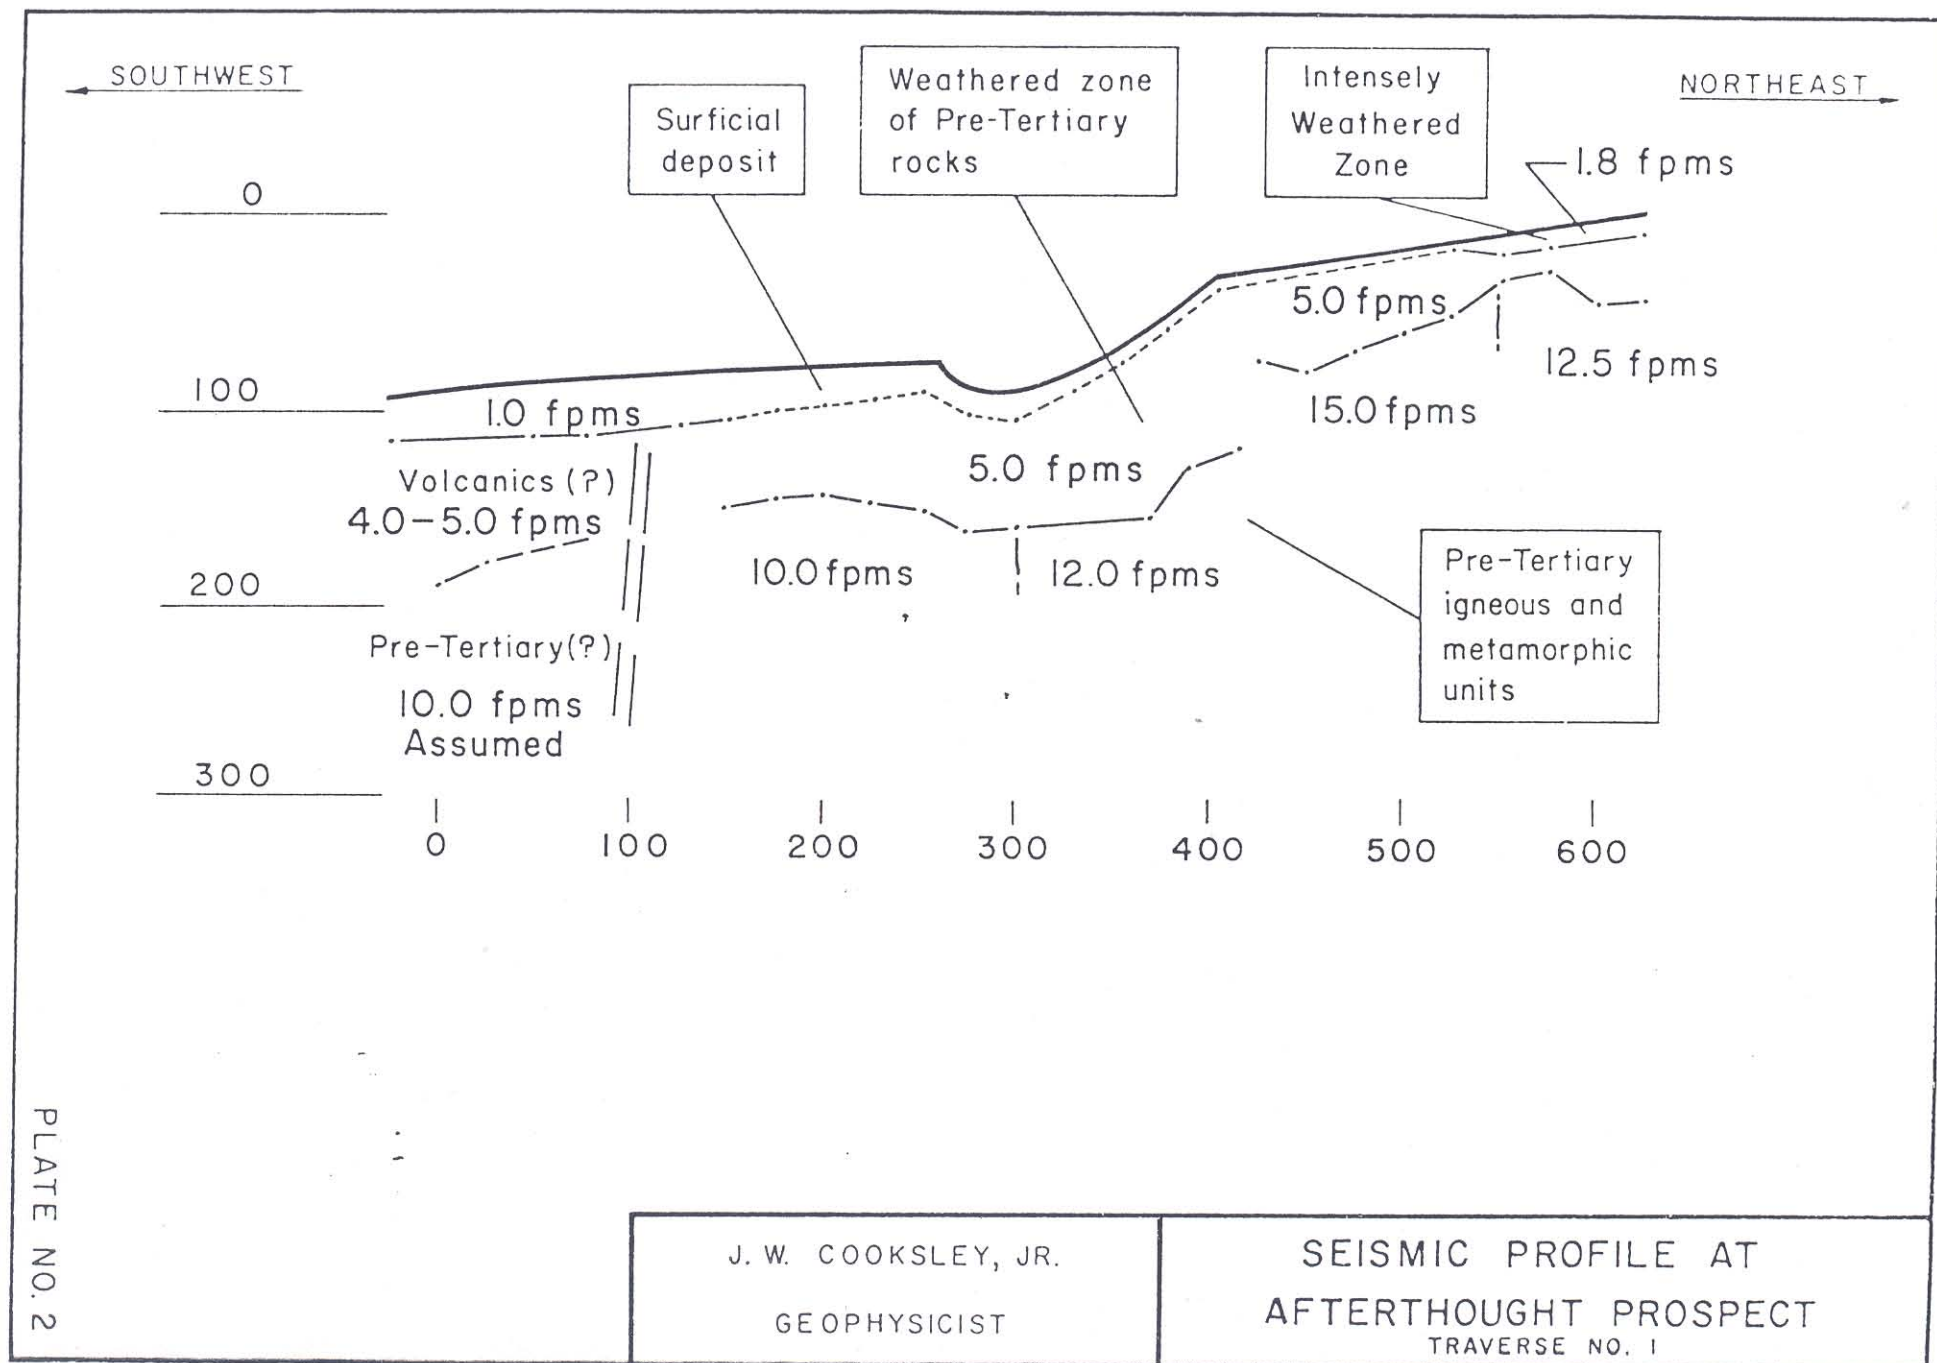 SOUTHWEST
NORTHEAST
Surficial
deposit
Weathered zone
of Pre-Tertiary
rocks
Intensely
Weathered
Zone
1.8 fpms
0
100
200
300
1.0 fpms
Volcanics (?)
4.0-5.0 fpms
Pre-Tertiary(?)
10.0 fpms
Assumed
5.0 fpms
10.0 fpms
12.0 fpms
5.0 fpms
15.0 fpms
12.5 fpms
Pre-Tertiary
igneous and
metamorphic
units
0 100 200 300 400 500 600
PLATE NO. 2
J. W. COOKSLEY, JR.
GEOPHYSICIST
SEISMIC PROFILE AT
AFTERTHOUGHT PROSPECT
TRAVERSE NO. 1